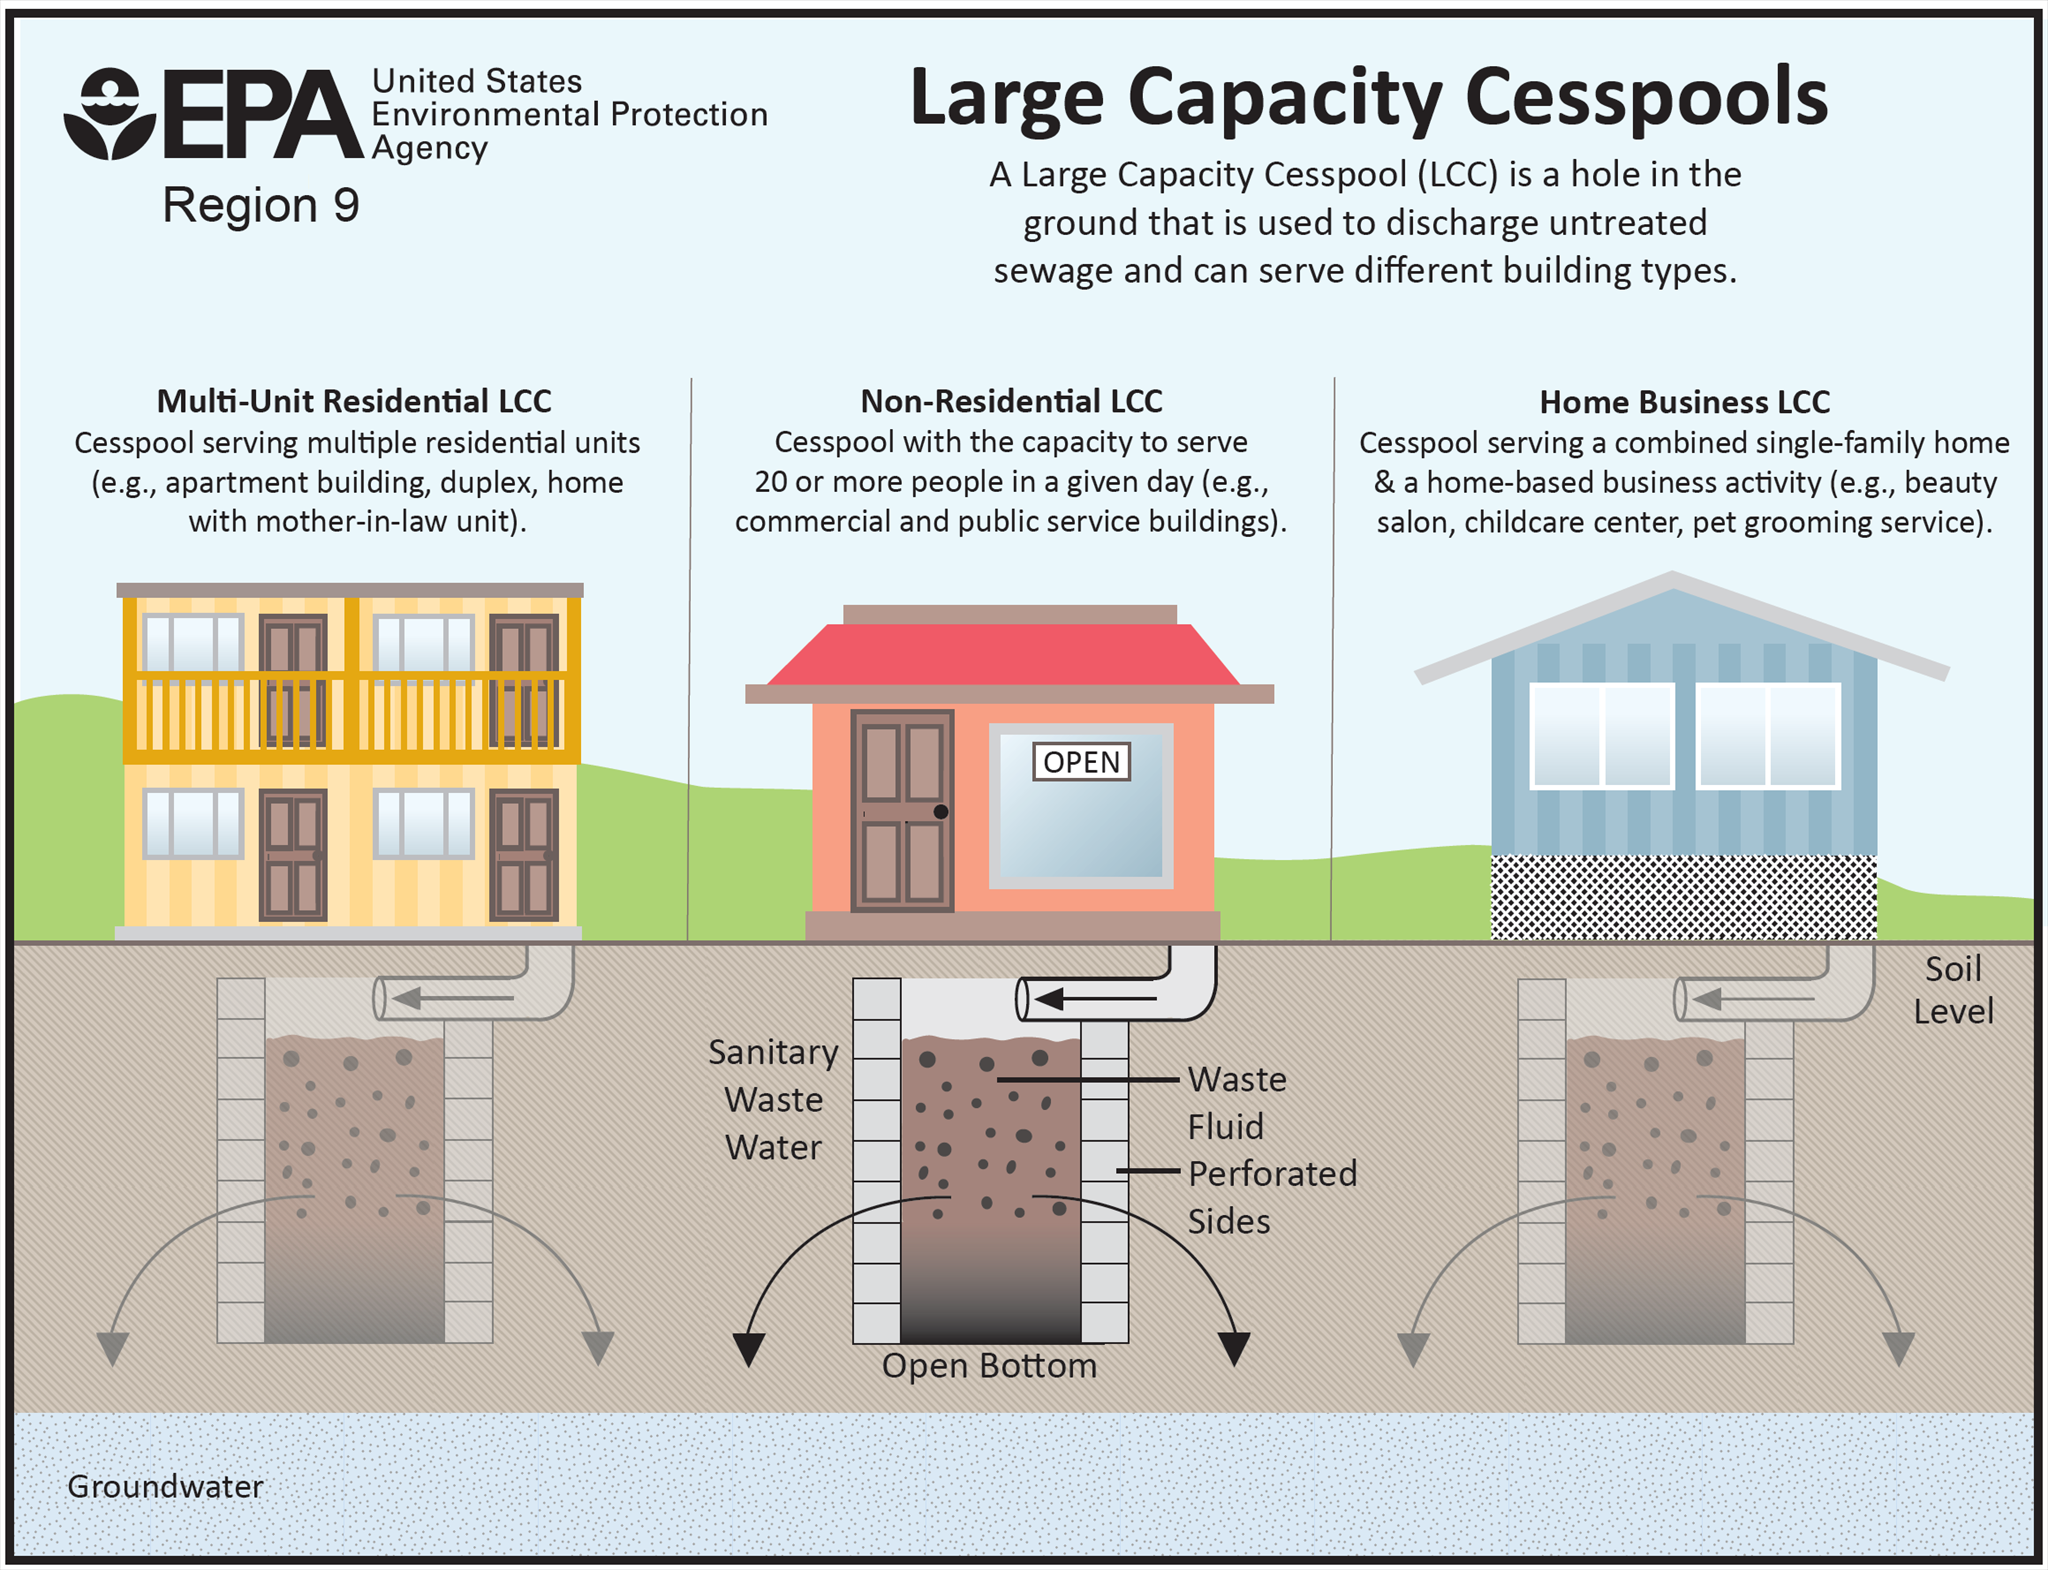 EPA
United States
Environmental Protection
Agency
Region 9
Large Capacity Cesspools
A Large Capacity Cesspool (LCC) is a hole in the
ground that is used to discharge untreated
sewage and can serve different building types.
Multi-Unit Residential LCC
Cesspool serving multiple residential units
(e.g., apartment building, duplex, home
with mother-in-law unit).
Non-Residential LCC
Cesspool with the capacity to serve
20 or more people in a given day (e.g.,
commercial and public service buildings).
Home Business LCC
Cesspool serving a combined single-family home
& a home-based business activity (e.g., beauty
salon, childcare center, pet grooming service).
OPEN
Soil
Level
Sanitary
Waste
Water
Waste
Fluid
Perforated
Sides
Open Bottom
Groundwater